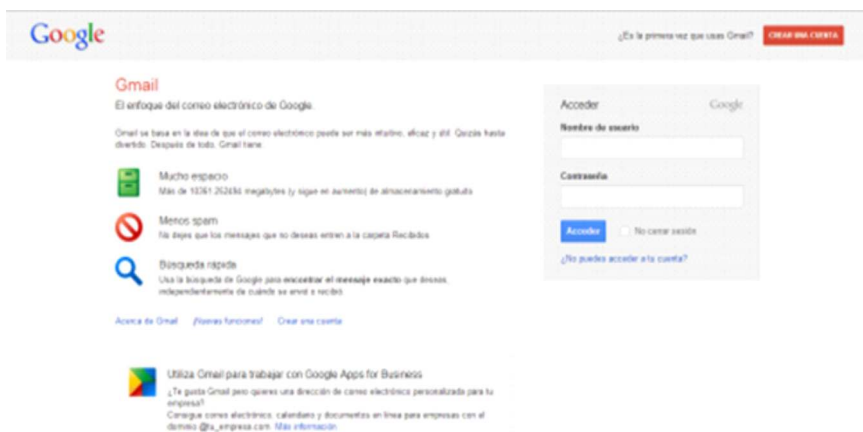 Google
¿Es la primera vez que usas Gmail? CREAR UNA CUENTA
Gmail
El enfoque del correo electrónico de Google.
Gmail se basa en la idea de que el correo electrónico puede ser más intuitivo, eficaz y útil. Quizás hasta
divertido. Después de todo, Gmail tiene:
Mucho espacio
Más de 10361.252494 megabytes (y sigue en aumento) de almacenamiento gratuito
Menos spam
No dejes que los mensajes que no deseas entren a la carpeta Recibidos
Búsqueda rápida
Usa la búsqueda de Google para encontrar el mensaje exacto que deseas,
independientemente de cuándo se envió o recibió
Acerca de Gmail ¡Nuevas funciones! Crear una cuenta
Utiliza Gmail para trabajar con Google Apps for Business
¿Te gusta Gmail pero quieres una dirección de correo electrónico personalizada para tu
empresa?
Consigue correo electrónico, calendario y documentos en línea para empresas con el
dominio @tu_empresa.com. Más información
Acceder Google
Nombre de usuario
Contraseña
Acceder No cerrar sesión
¿No puedes acceder a tu cuenta?